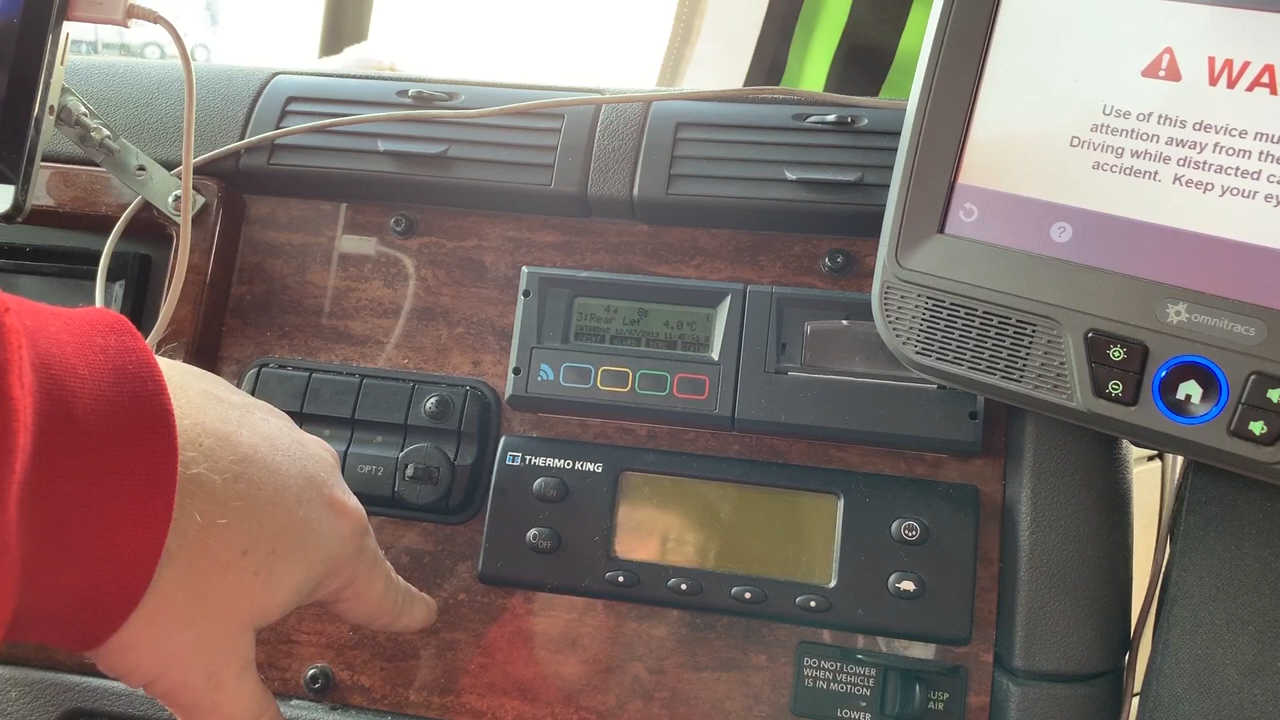 WA
Use of this device mu
attention away from the
Driving while distracted ca
accident. Keep your ey
?
omnitracs
3:Rear Lef 4.0°C
OPT2
THERMO KING
ON
OFF
DO NOT LOWER
WHEN VEHICLE
IS IN MOTION
LOWER
SUSP
AIR